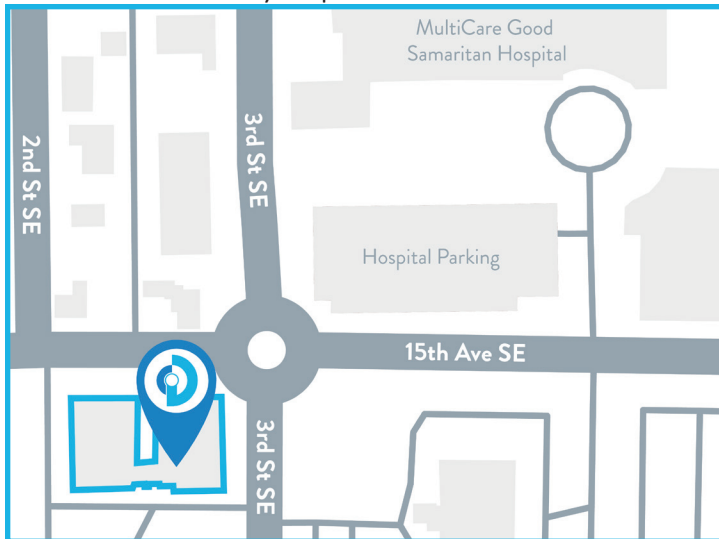 MultiCare Good
Samaritan Hospital
2nd St SE
3rd St SE
Hospital Parking
15th Ave SE
3rd St SE